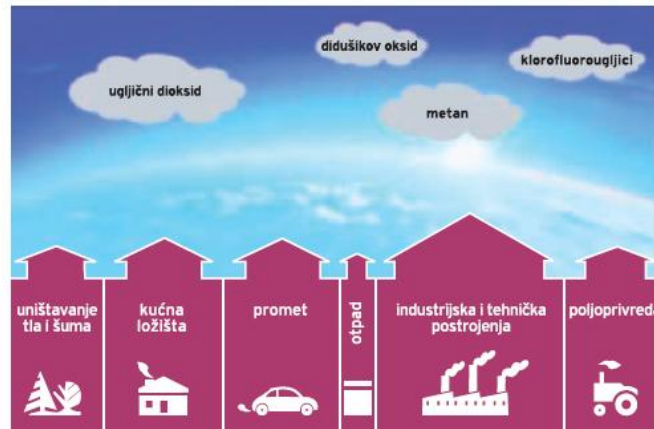 didušikov oksid
klorofluorougljici
ugljični dioksid
metan
uništavanje
tla i šuma
kućna
ložišta
promet
otpad
industrijska i tehnička
postrojenja
poljoprivreda